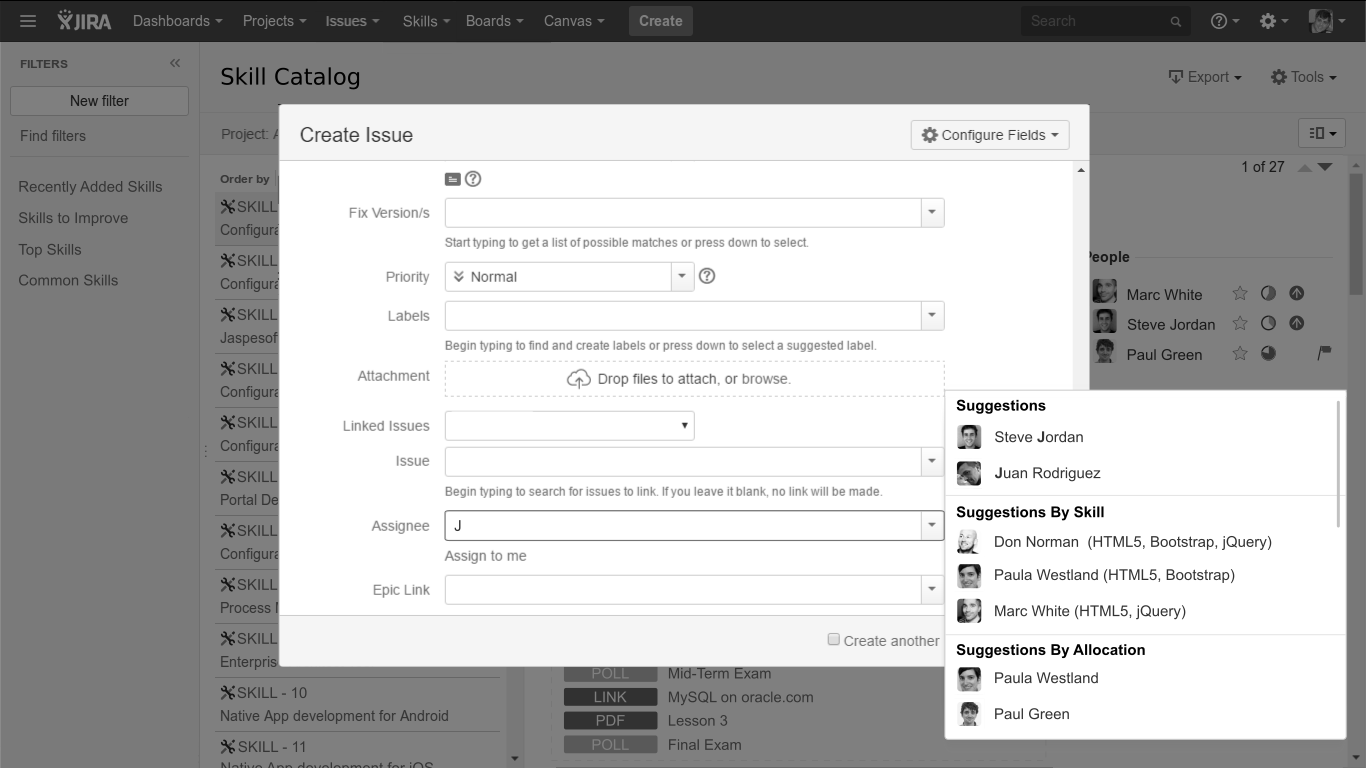 JIRA Dashboards Projects Issues Skills Boards Canvas Create Search
FILTERS
New filter
Find filters
Recently Added Skills
Skills to Improve
Top Skills
Common Skills
Skill Catalog
Export Tools
Project: A
Order by
1 of 27
SKILL
Configura
SKILL
Configura
SKILL
Jaspesoft
SKILL
Configura
SKILL
Configura
SKILL
Portal De
SKILL
Configura
SKILL
Process M
SKILL
Enterpris
SKILL - 10
Native App development for Android
SKILL - 11
Native App development for iOS
Create Issue
Configure Fields
Fix Version/s
Start typing to get a list of possible matches or press down to select.
Priority Normal
Labels
Begin typing to find and create labels or press down to select a suggested label.
Attachment Drop files to attach, or browse.
Linked Issues
Issue
Begin typing to search for issues to link. If you leave it blank, no link will be made.
Assignee J
Assign to me
Epic Link
Create another
POLL Mid-Term Exam
LINK MySQL on oracle.com
PDF Lesson 3
POLL Final Exam
People
Marc White
Steve Jordan
Paul Green
Suggestions
Steve Jordan
Juan Rodriguez
Suggestions By Skill
Don Norman (HTML5, Bootstrap, jQuery)
Paula Westland (HTML5, Bootstrap)
Marc White (HTML5, jQuery)
Suggestions By Allocation
Paula Westland
Paul Green